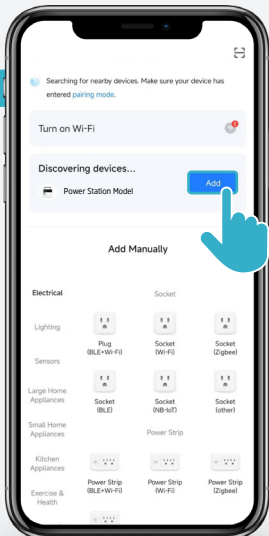 Searching for nearby devices. Make sure your device has
entered pairing mode.
Turn on Wi-Fi
Discovering devices...
Power Station Model
Add
Add Manually
Electrical
Socket
Lighting
Plug
(BLE+Wi-Fi)
Socket
(Wi-Fi)
Socket
(Zigbee)
Sensors
Large Home
Appliances
Socket
(BLE)
Socket
(NB-IoT)
Socket
(other)
Small Home
Appliances
Power Strip
Kitchen
Appliances
Power Strip
(BLE+Wi-Fi)
Power Strip
(Wi-Fi)
Power Strip
(Zigbee)
Exercise &
Health